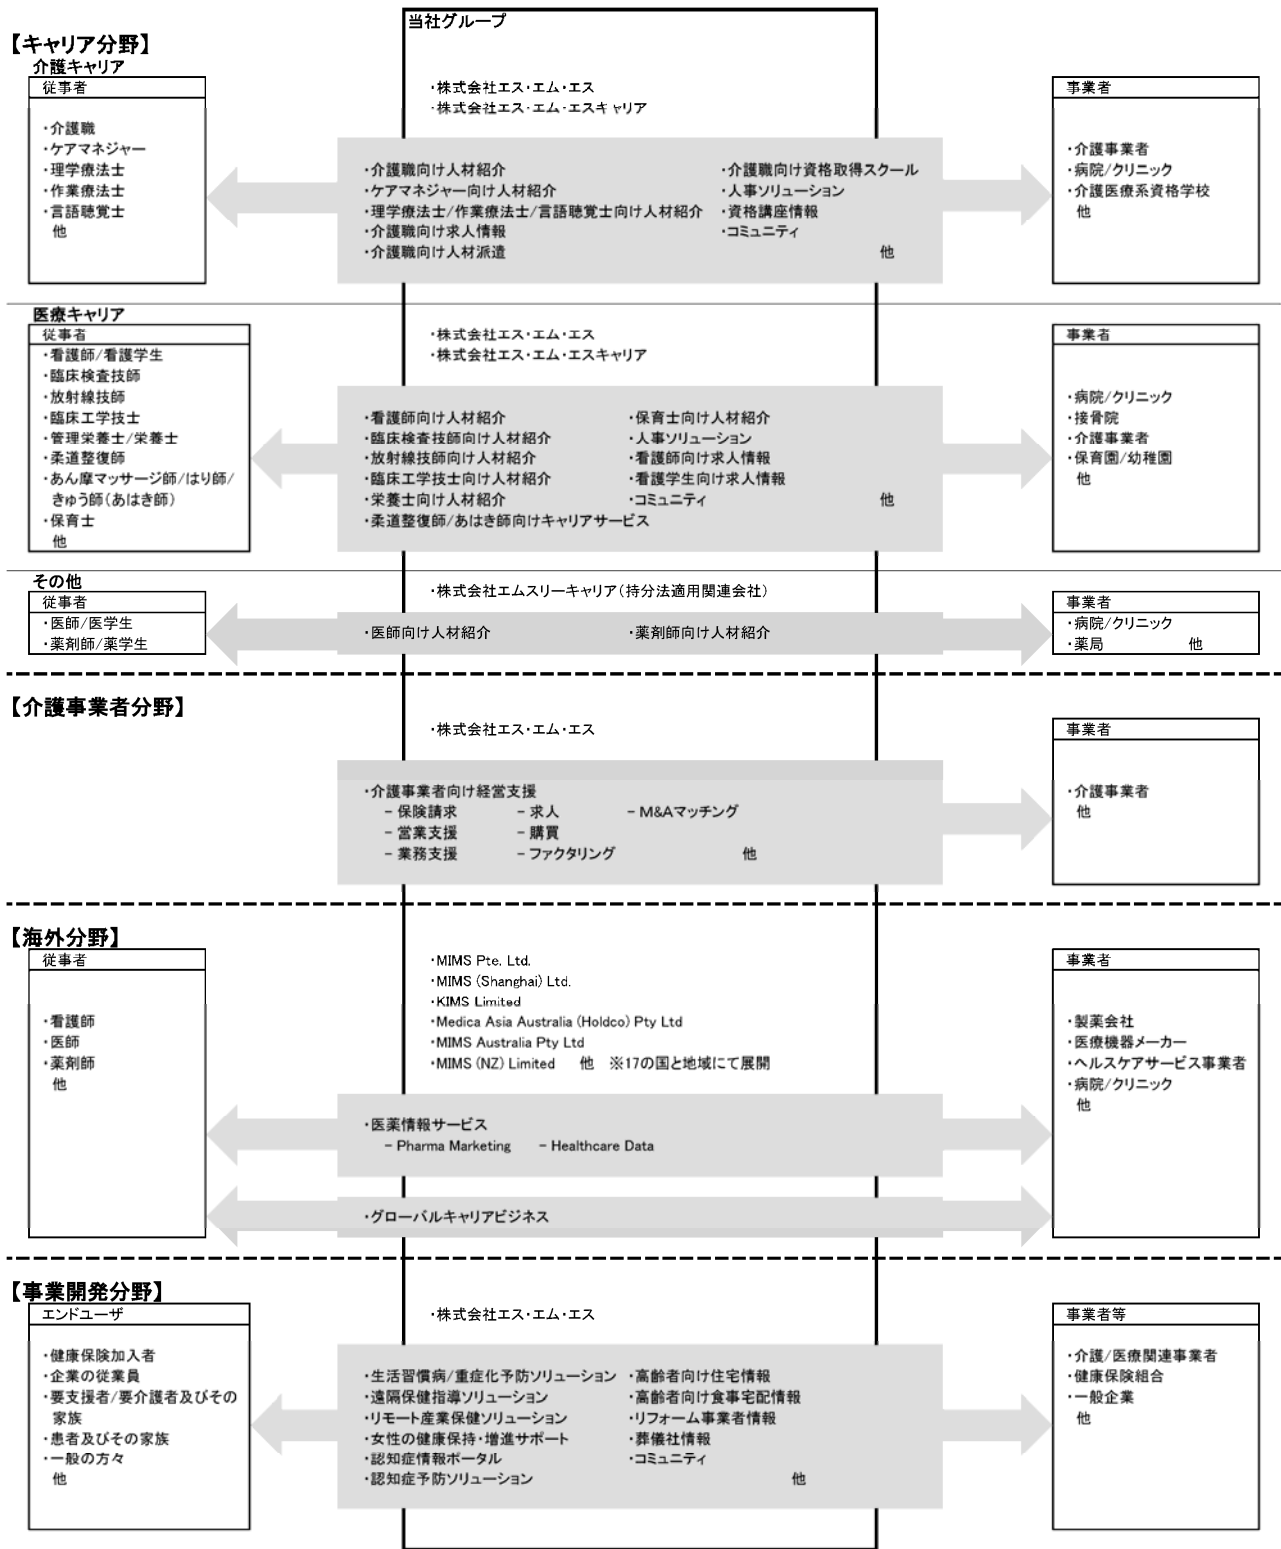 当社グループ
【キャリア分野】
介護キャリア
従事者
・介護職
・ケアマネジャー
・理学療法士
・作業療法士
・言語聴覚士
他
・株式会社エス・エム・エス
・株式会社エス・エム・エスキャリア
・介護職向け人材紹介
・ケアマネジャー向け人材紹介
・理学療法士/作業療法士/言語聴覚士向け人材紹介
・介護職向け求人情報
・介護職向け人材派遣
・介護職向け資格取得スクール
・人事ソリューション
・資格講座情報
・コミュニティ
他
事業者
・介護事業者
・病院/クリニック
・介護医療系資格学校
他
医療キャリア
従事者
・看護師/看護学生
・臨床検査技師
・放射線技師
・臨床工学技士
・管理栄養士/栄養士
・柔道整復師
・あん摩マッサージ師/はり師/
きゅう師(あはき師)
・保育士
他
・株式会社エス・エム・エス
・株式会社エス・エム・エスキャリア
・看護師向け人材紹介
・臨床検査技師向け人材紹介
・放射線技師向け人材紹介
・臨床工学技士向け人材紹介
・栄養士向け人材紹介
・柔道整復師/あはき師向けキャリアサービス
・保育士向け人材紹介
・人事ソリューション
・看護師向け求人情報
・看護学生向け求人情報
・コミュニティ
他
事業者
・病院/クリニック
・接骨院
・介護事業者
・保育園/幼稚園
他
その他
従事者
・医師/医学生
・薬剤師/薬学生
・株式会社エムスリーキャリア(持分法適用関連会社)
・医師向け人材紹介
・薬剤師向け人材紹介
事業者
・病院/クリニック
・薬局 他
【介護事業者分野】
・株式会社エス・エム・エス
・介護事業者向け経営支援
− 保険請求 − 求人 − M&Aマッチング
− 営業支援 − 購買
− 業務支援 − ファクタリング 他
事業者
・介護事業者
他
【海外分野】
従事者
・看護師
・医師
・薬剤師
他
・MIMS Pte. Ltd.
・MIMS (Shanghai) Ltd.
・KIMS Limited
・Medica Asia Australia (Holdco) Pty Ltd
・MIMS Australia Pty Ltd
・MIMS (NZ) Limited 他 ※17の国と地域にて展開
・医薬情報サービス
− Pharma Marketing − Healthcare Data
・グローバルキャリアビジネス
事業者
・製薬会社
・医療機器メーカー
・ヘルスケアサービス事業者
・病院/クリニック
他
【事業開発分野】
エンドユーザ
・健康保険加入者
・企業の従業員
・要支援者/要介護者及びその
家族
・患者及びその家族
・一般の方々
他
・株式会社エス・エム・エス
・生活習慣病/重症化予防ソリューション
・遠隔保健指導ソリューション
・リモート産業保健ソリューション
・女性の健康保持・増進サポート
・認知症情報ポータル
・認知症予防ソリューション
・高齢者向け住宅情報
・高齢者向け食事宅配情報
・リフォーム事業者情報
・葬儀社情報
・コミュニティ
他
事業者等
・介護/医療関連事業者
・健康保険組合
・一般企業
他